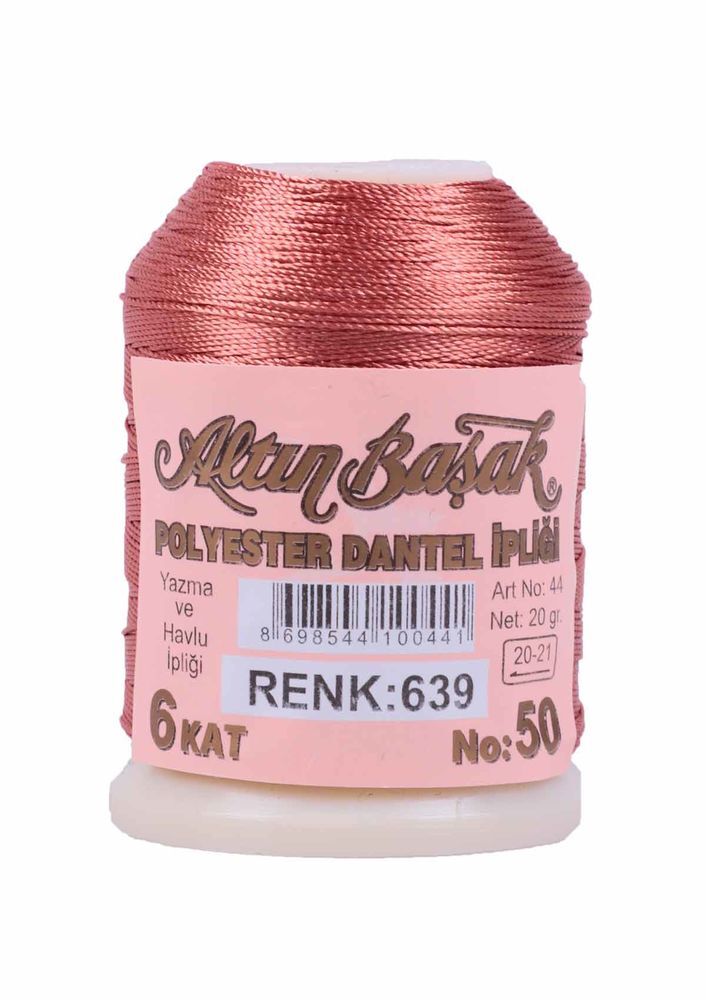 Altın Başak®
POLYESTER DANTEL İPLİĞİ
Yazma
ve
Havlu
İpliği
8 698544 100441
Art No: 44
Net: 20 gr.
20-21
RENK:639
6 KAT
No: 50